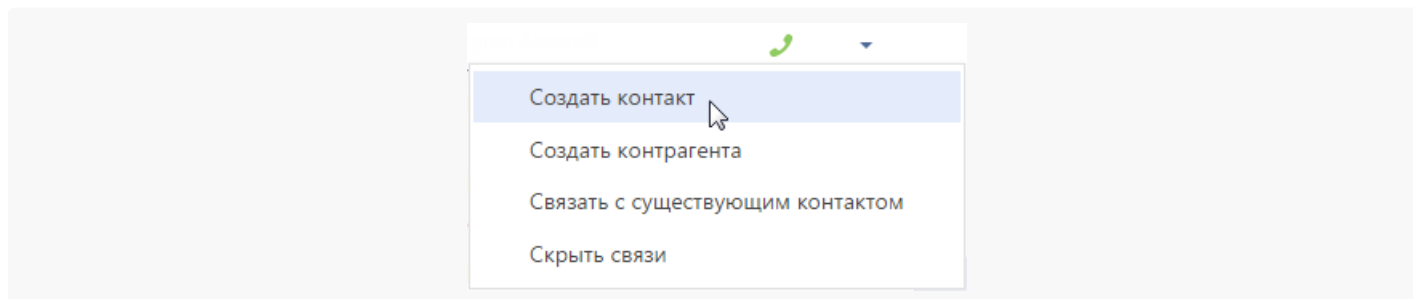 Создать контакт
Создать контрагента
Связать с существующим контактом
Скрыть связи